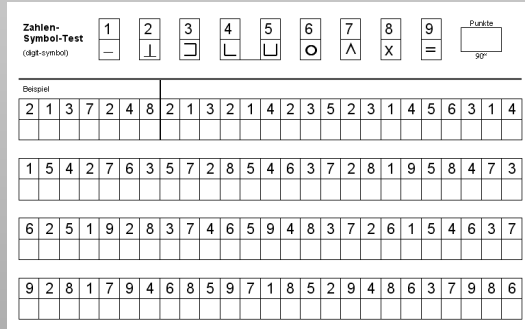 Zahlen-Symbol-Test
(digit-symbol)
1 2 3 4 5 6 7 8 9
— ⊥ ⊐ ∟ ⊔ O ∧ X =
Punkte
90"
Beispiel
2 1 3 7 2 4 8 2 1 3 2 1 4 2 3 5 2 3 1 4 5 6 3 1 4
1 5 4 2 7 6 3 5 7 2 8 5 4 6 3 7 2 8 1 9 5 8 4 7 3
6 2 5 1 9 2 8 3 7 4 6 5 9 4 8 3 7 2 6 1 5 4 6 3 7
9 2 8 1 7 9 4 6 8 5 9 7 1 8 5 2 9 4 8 6 3 7 9 8 6